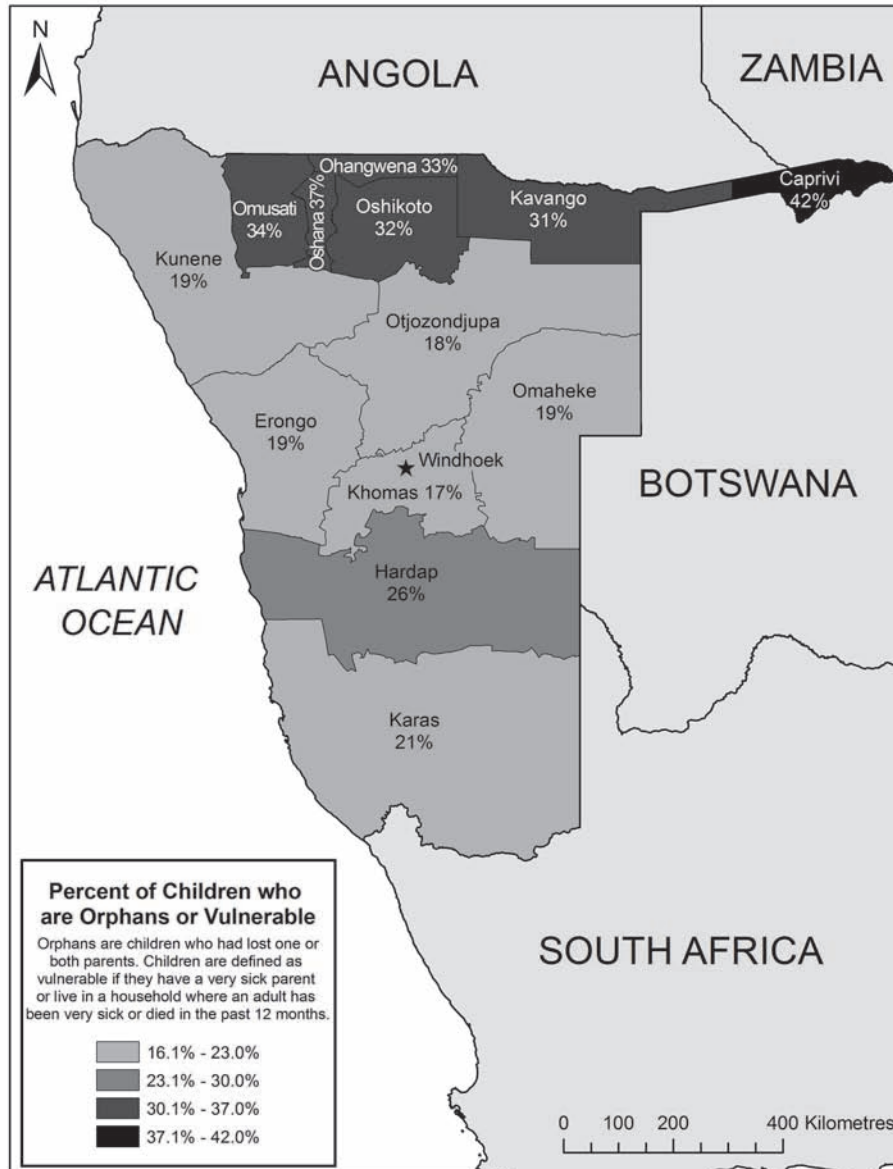 N
ANGOLA
ZAMBIA
Ohangwena 33%
Caprivi
42%
Omusati
34%
Oshana 37%
Oshikoto
32%
Kavango
31%
Kunene
19%
Otjozondjupa
18%
Omaheke
19%
Erongo
19%
Windhoek
Khomas 17%
BOTSWANA
Hardap
26%
ATLANTIC
OCEAN
Karas
21%
SOUTH AFRICA
Percent of Children who
are Orphans or Vulnerable
Orphans are children who had lost one or
both parents. Children are defined as
vulnerable if they have a very sick parent
or live in a household where an adult has
been very sick or died in the past 12 months.
16.1% - 23.0%
23.1% - 30.0%
30.1% - 37.0%
37.1% - 42.0%
0 100 200 400 Kilometres